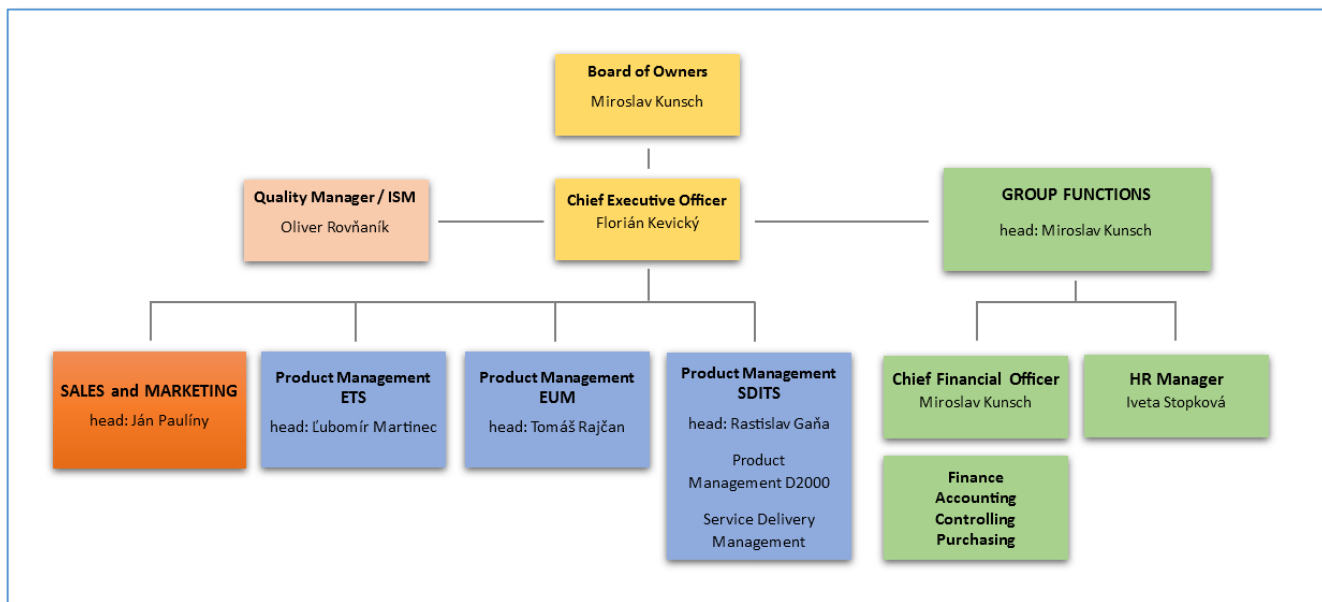 Board of Owners
Miroslav Kunsch
Quality Manager / ISM
Oliver Rovňaník
Chief Executive Officer
Florián Kevický
GROUP FUNCTIONS
head: Miroslav Kunsch
SALES and MARKETING
head: Ján Paulíny
Product Management
ETS
head: Ľubomír Martinec
Product Management
EUM
head: Tomáš Rajčan
Product Management
SDITS
head: Rastislav Gaňa
Product
Management D2000
Service Delivery
Management
Chief Financial Officer
Miroslav Kunsch
HR Manager
Iveta Stopková
Finance
Accounting
Controlling
Purchasing